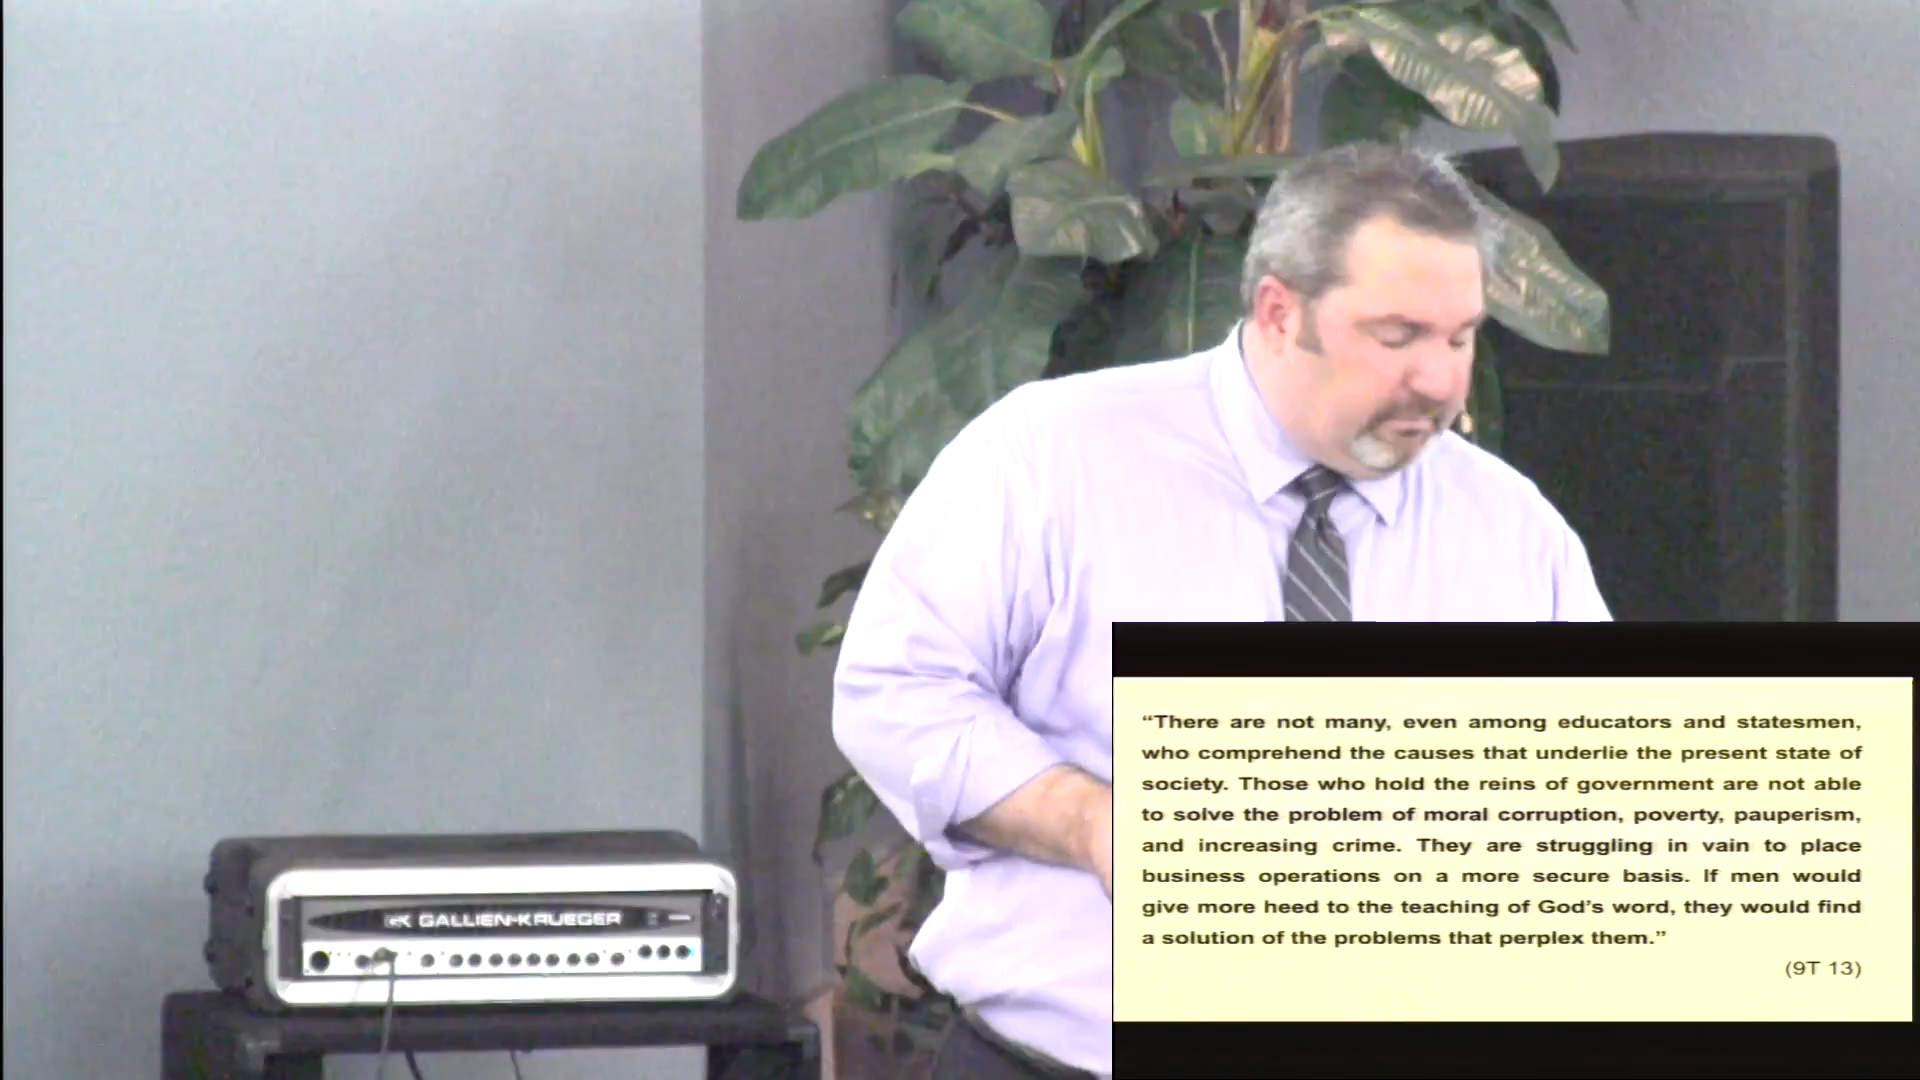 GK GALLIEN-KRUEGER
“There are not many, even among educators and statesmen,
who comprehend the causes that underlie the present state of
society. Those who hold the reins of government are not able
to solve the problem of moral corruption, poverty, pauperism,
and increasing crime. They are struggling in vain to place
business operations on a more secure basis. If men would
give more heed to the teaching of God’s word, they would find
a solution of the problems that perplex them.”
(9T 13)